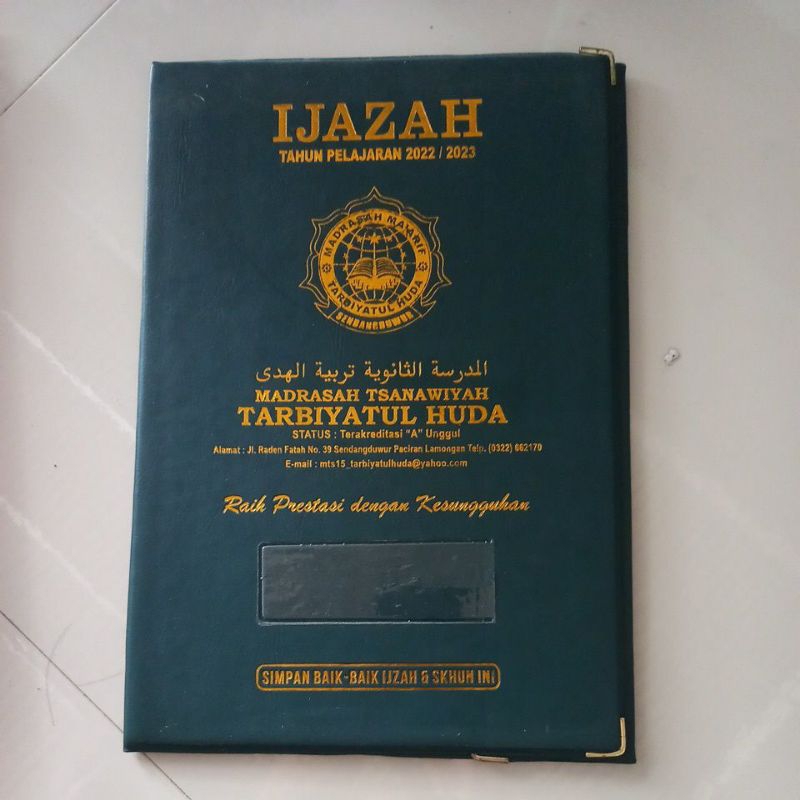 IJAZAH
TAHUN PELAJARAN 2022 / 2023
MADRASAH MA'ARIF
TARBIYATUL HUDA
SENDANGDUWUR
المدرسة الثانوية تربية الهدى
MADRASAH TSANAWIYAH
TARBIYATUL HUDA
STATUS : Terakreditasi "A" Unggul
Alamat : Jl. Raden Fatah No. 39 Sendangduwur Paciran Lamongan Telp. (0322) 662170
E-mail : mts15_tarbiyatulhuda@yahoo.com
Raih Prestasi dengan Kesungguhan
SIMPAN BAIK-BAIK IJZAH & SKHUN INI